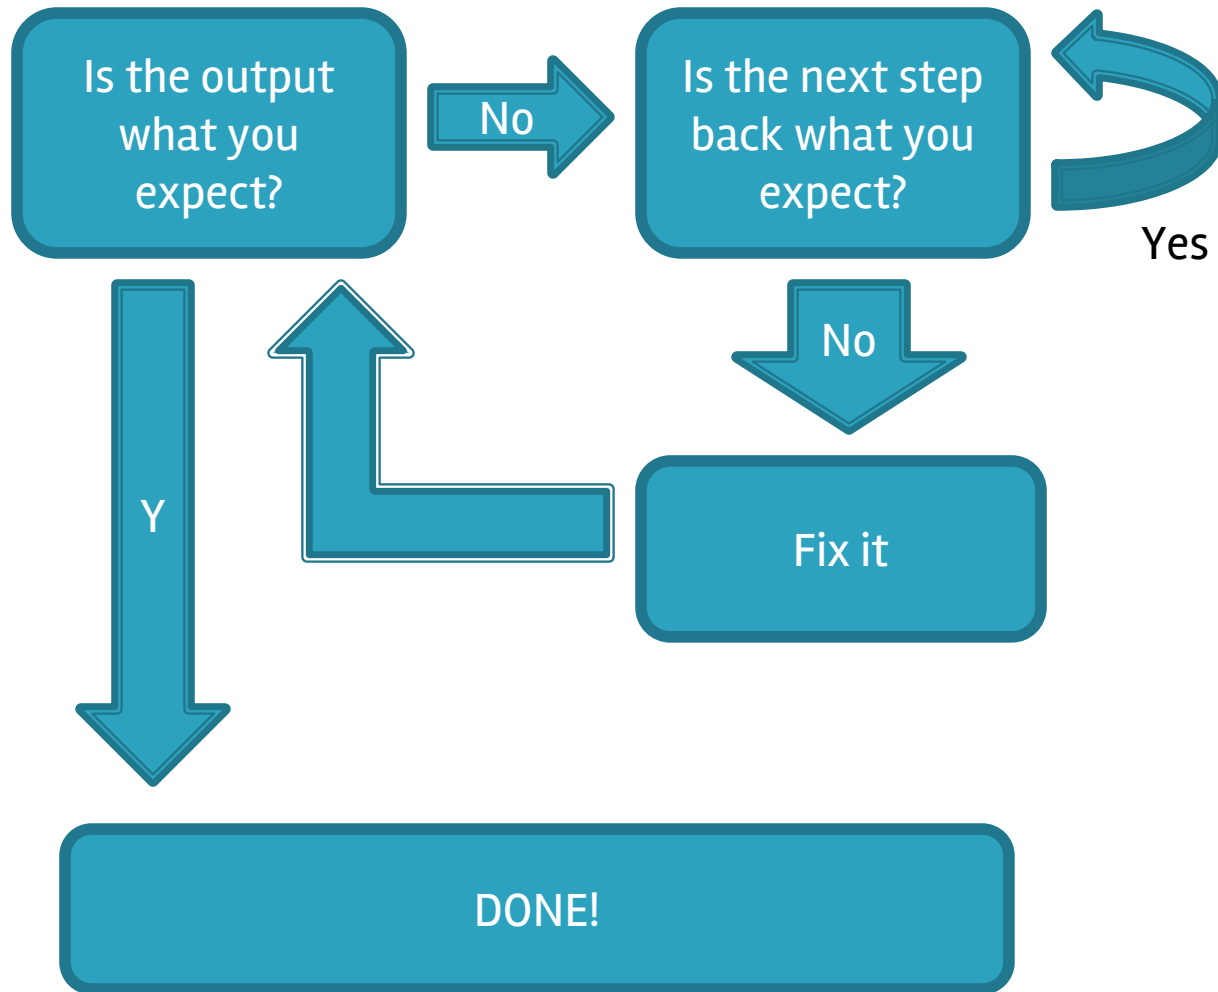 Is the output
what you
expect?
No
Is the next step
back what you
expect?
Yes
No
Y
Fix it
DONE!